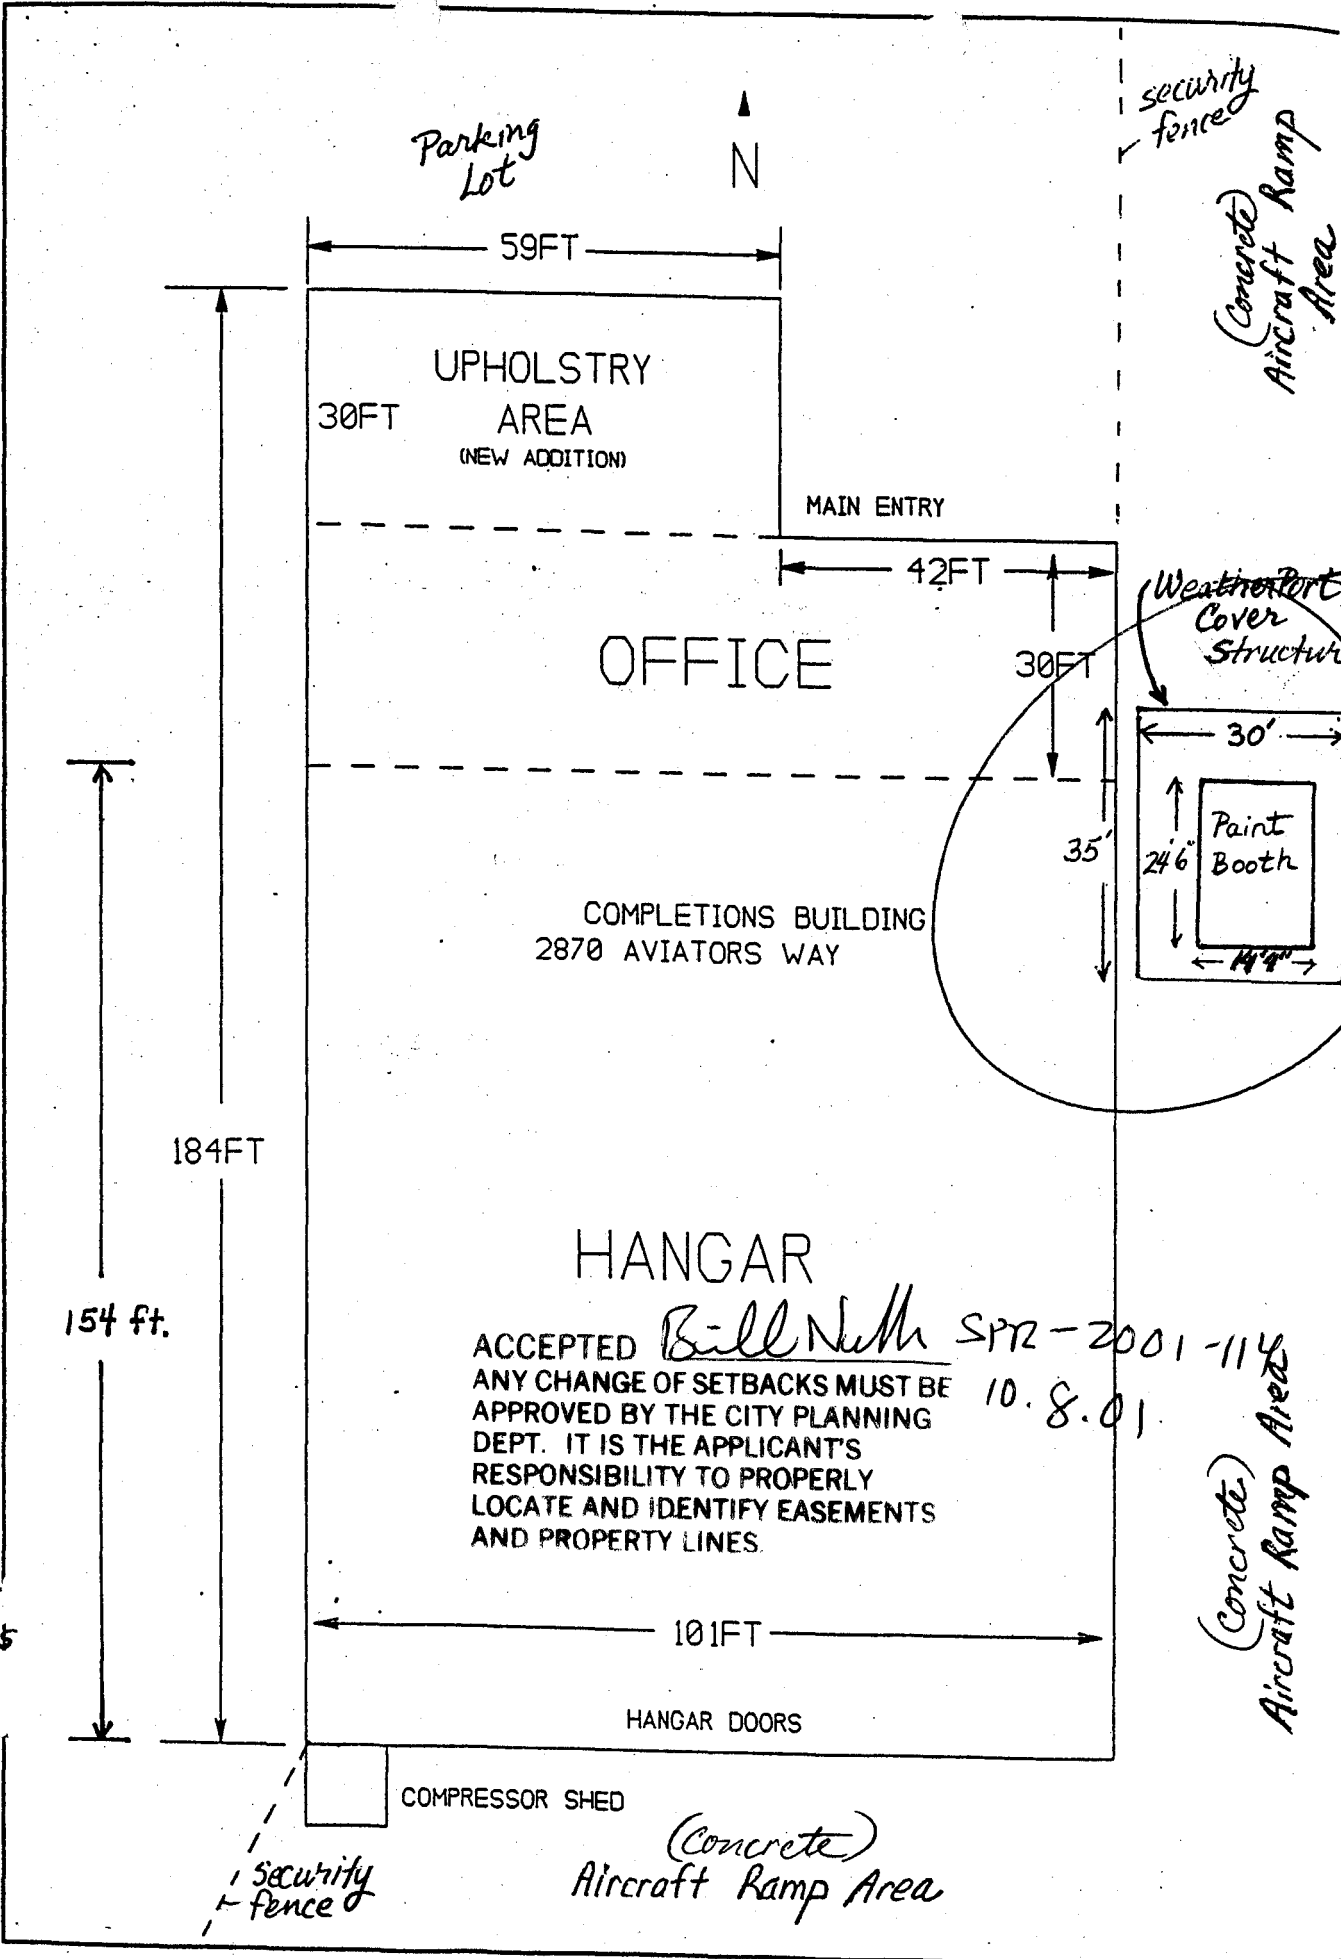 security
fence
Parking
Lot
N
(Concrete)
Aircraft Ramp
Area
59FT
UPHOLSTRY
30FT
AREA
(NEW ADDITION)
MAIN ENTRY
42FT
WeatherPort
Cover
Structur
OFFICE
30FT
30'
35'
24'6"
Paint
Booth
COMPLETIONS BUILDING
2870 AVIATORS WAY
184FT
HANGAR
154 ft.
ACCEPTED Bill SPR-2001-114
ANY CHANGE OF SETBACKS MUST BE
10.8.01
APPROVED BY THE CITY PLANNING
DEPT. IT IS THE APPLICANT'S
RESPONSIBILITY TO PROPERLY
LOCATE AND IDENTIFY EASEMENTS
AND PROPERTY LINES.
(Concrete)
Aircraft Ramp Area
101FT
HANGAR DOORS
COMPRESSOR SHED
(Concrete)
Aircraft Ramp Area
security
fence